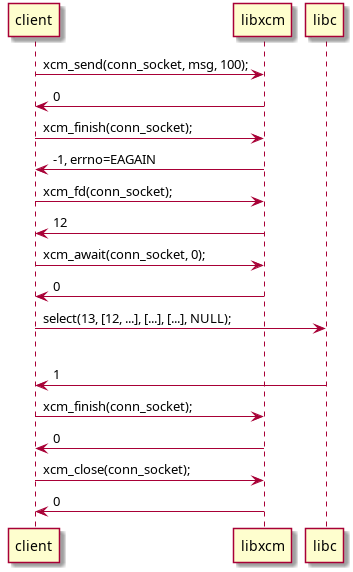 client libxcm libc
xcm_send(conn_socket, msg, 100);
0
xcm_finish(conn_socket);
-1, errno=EAGAIN
xcm_fd(conn_socket);
12
xcm_await(conn_socket, 0);
0
select(13, [12, ...], [...], [...], NULL);
1
xcm_finish(conn_socket);
0
xcm_close(conn_socket);
0
client libxcm libc